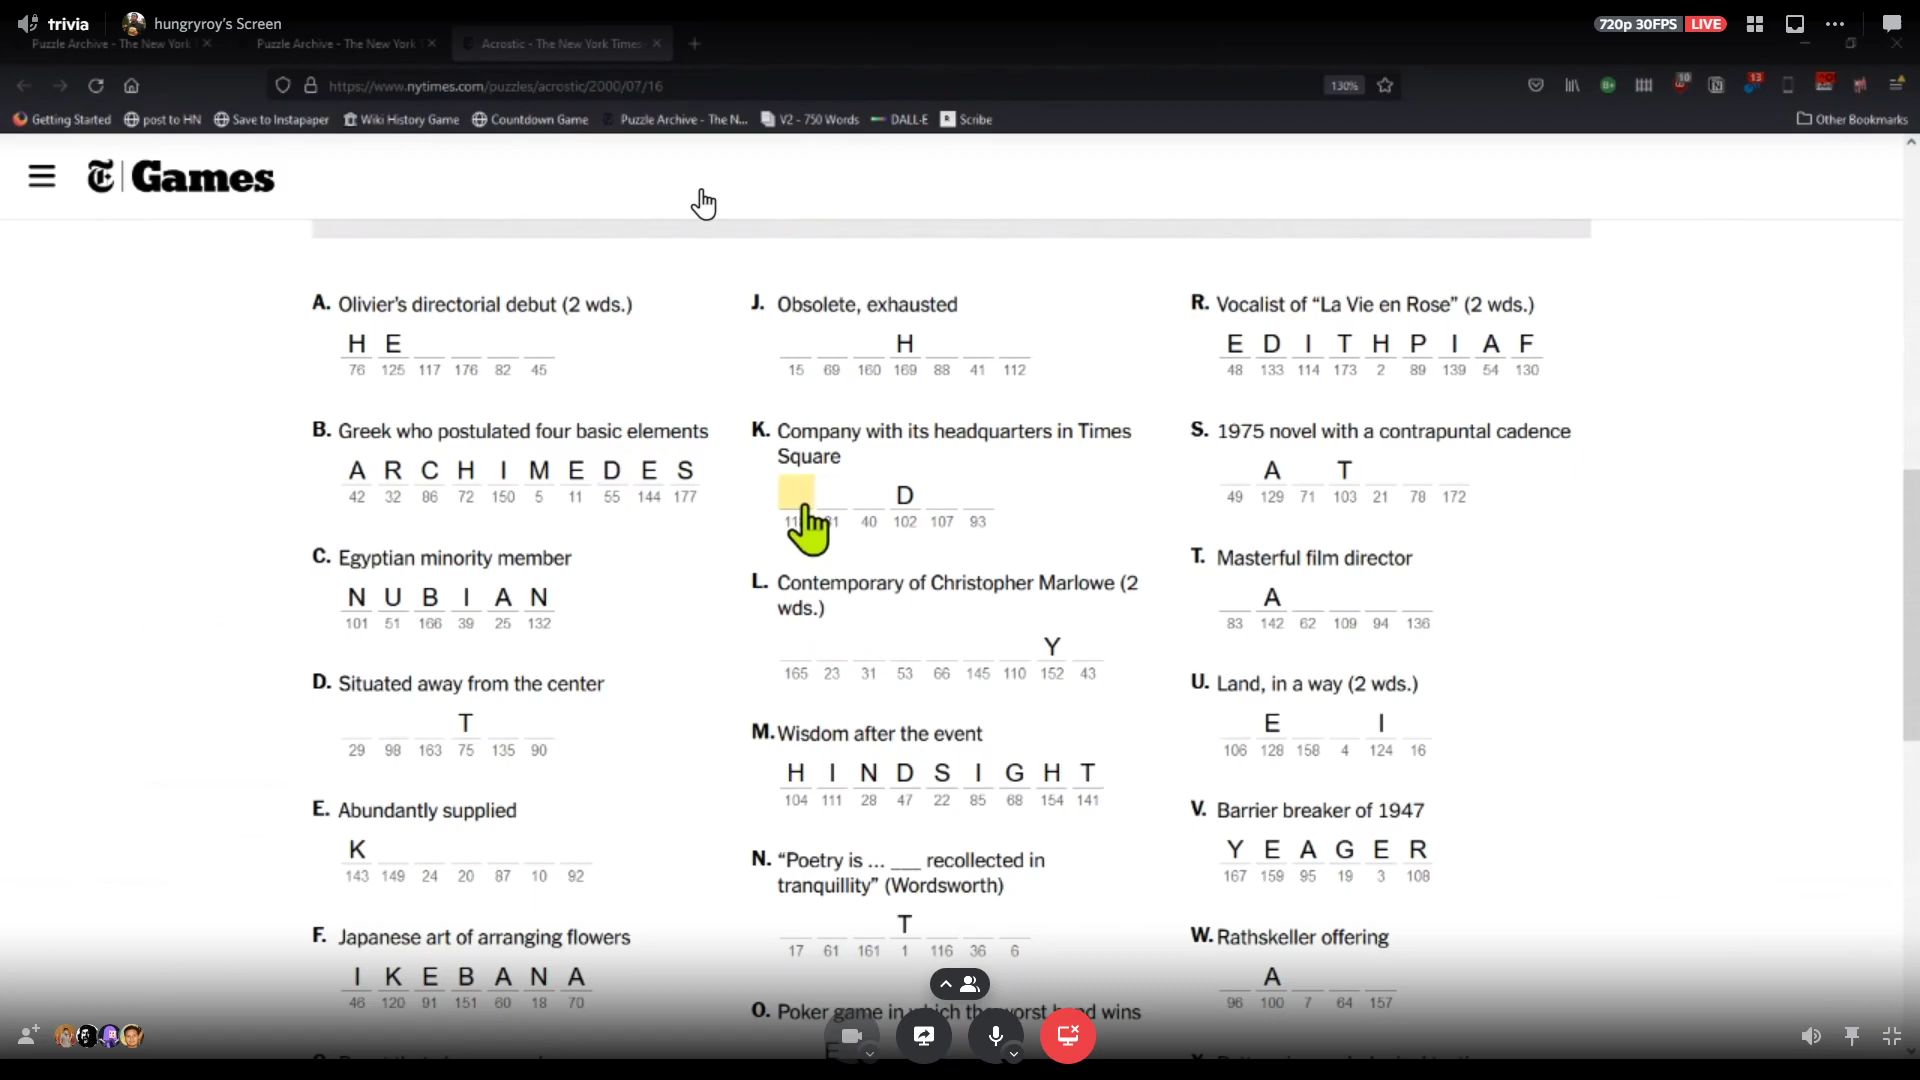 trivia
hungryroy's Screen
720p 30FPS LIVE
Puzzle Archive - The New York
Puzzle Archive - The New York
Acrostic - The New York Times
https://www.nytimes.com/puzzles/acrostic/2000/07/16
130%
10
13
Getting Started
post to HN
Save to Instapaper
Wiki History Game
Countdown Game
Puzzle Archive - The N...
V2 - 750 Words
DALL-E
Scribe
Other Bookmarks
T Games
A. Olivier's directorial debut (2 wds.)
H E
76 125 117 176 82 45
B. Greek who postulated four basic elements
A R C H I M E D E S
42 32 86 72 150 5 11 55 144 177
C. Egyptian minority member
N U B I A N
101 51 166 39 25 132
D. Situated away from the center
T
29 98 163 75 135 90
E. Abundantly supplied
K
143 149 24 20 87 10 92
F. Japanese art of arranging flowers
I K E B A N A
46 120 91 151 60 18 70
J. Obsolete, exhausted
H
15 69 160 169 88 41 112
K. Company with its headquarters in Times
Square
D
40 102 107 93
L. Contemporary of Christopher Marlowe (2
wds.)
Y
165 23 31 53 66 145 110 152 43
M. Wisdom after the event
H I N D S I G H T
104 111 28 47 22 85 68 154 141
N. “Poetry is ... ___ recollected in
tranquillity” (Wordsworth)
T
17 61 161 1 116 36 6
O. Poker game in which the worst hand wins
E
R. Vocalist of “La Vie en Rose” (2 wds.)
E D I T H P I A F
48 133 114 173 2 89 139 54 130
S. 1975 novel with a contrapuntal cadence
A T
49 129 71 103 21 78 172
T. Masterful film director
A
83 142 62 109 94 136
U. Land, in a way (2 wds.)
E I
106 128 158 4 124 16
V. Barrier breaker of 1947
Y E A G E R
167 159 95 19 3 108
W. Rathskeller offering
A
96 100 7 64 157